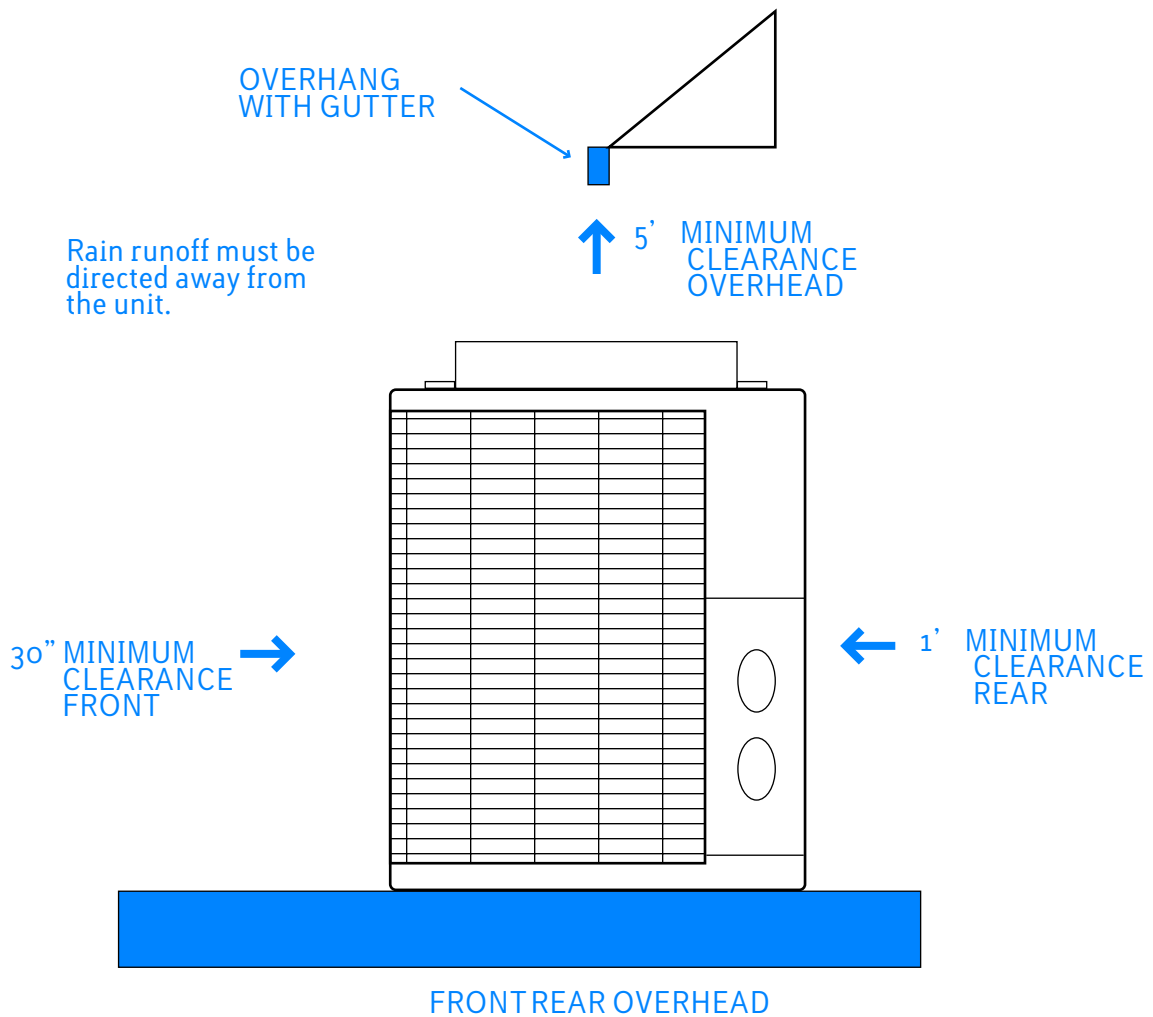 OVERHANG
WITH GUTTER
5’ MINIMUM
CLEARANCE
OVERHEAD
Rain runoff must be
directed away from
the unit.
30” MINIMUM
CLEARANCE
FRONT
1’ MINIMUM
CLEARANCE
REAR
FRONT REAR OVERHEAD